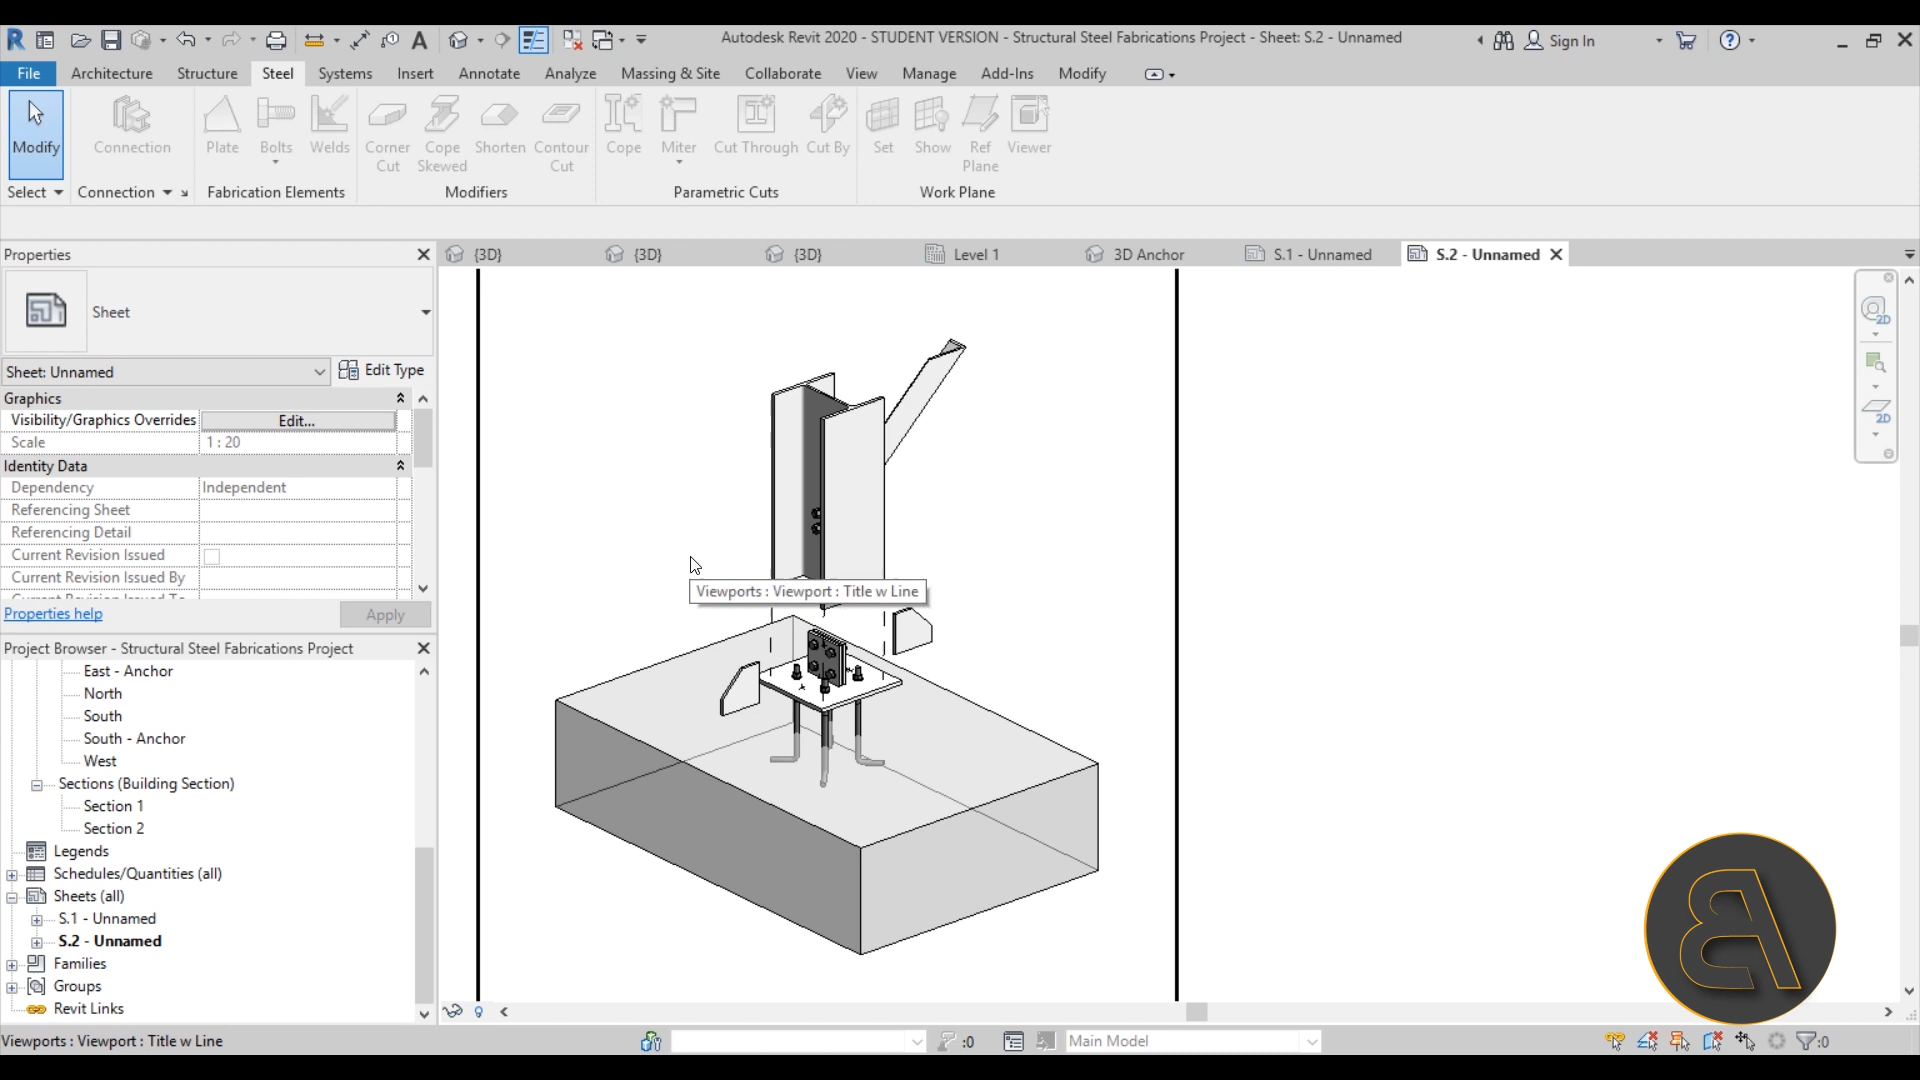 Autodesk Revit 2020 - STUDENT VERSION - Structural Steel Fabrications Project - Sheet: S.2 - Unnamed
Sign In
File Architecture Structure Steel Systems Insert Annotate Analyze Massing & Site Collaborate View Manage Add-Ins Modify
Modify Connection Plate Bolts Welds Corner Cut Cope Skewed Shorten Contour Cut Cope Miter Cut Through Cut By Set Show Ref Plane Viewer
Select Connection Fabrication Elements Modifiers Parametric Cuts Work Plane
Properties
{3D} {3D} {3D} Level 1 3D Anchor S.1 - Unnamed S.2 - Unnamed
Sheet
Sheet: Unnamed Edit Type
Graphics
Visibility/Graphics Overrides Edit...
Scale 1 : 20
Identity Data
Dependency Independent
Referencing Sheet
Referencing Detail
Current Revision Issued
Current Revision Issued By
Current Revision Issued To
Properties help Apply
2D
2D
Viewports : Viewport : Title w Line
Project Browser - Structural Steel Fabrications Project
East - Anchor
North
South
South - Anchor
West
Sections (Building Section)
Section 1
Section 2
Legends
Schedules/Quantities (all)
Sheets (all)
S.1 - Unnamed
S.2 - Unnamed
Families
Groups
Revit Links
Viewports : Viewport : Title w Line :0 Main Model :0